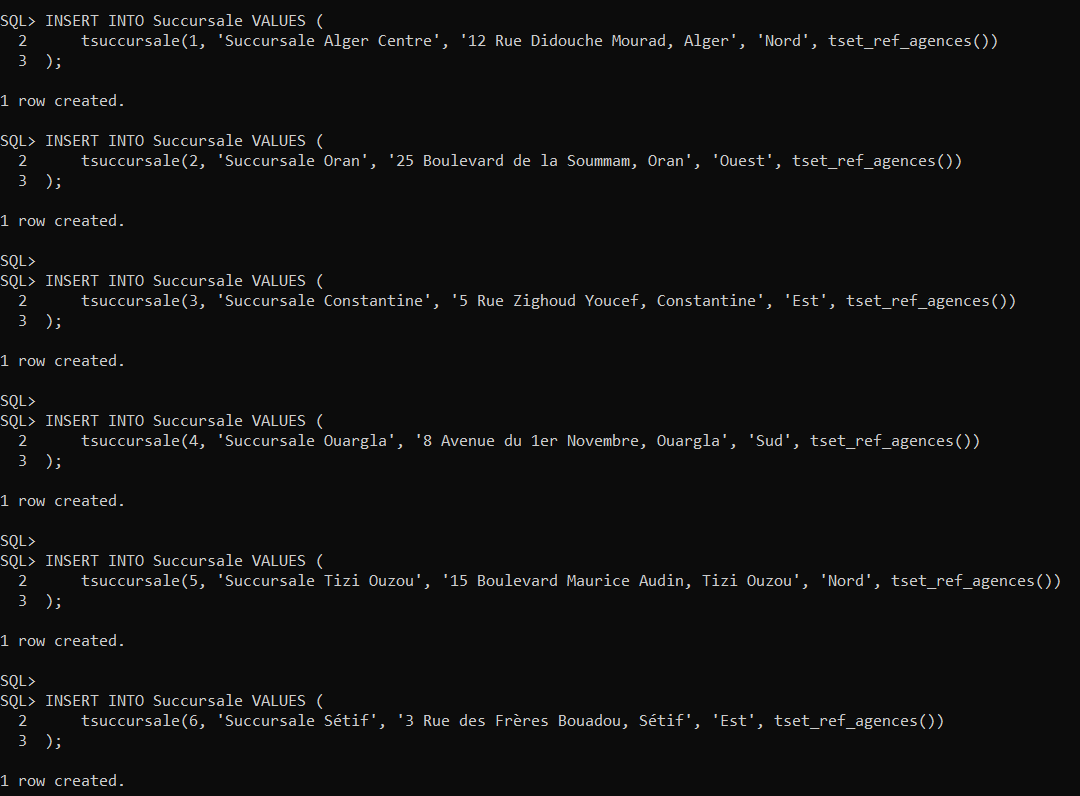 SQL> INSERT INTO Succursale VALUES (
  2      tsuccursale(1, 'Succursale Alger Centre', '12 Rue Didouche Mourad, Alger', 'Nord', tset_ref_agences())
  3  );
1 row created.
SQL> INSERT INTO Succursale VALUES (
  2      tsuccursale(2, 'Succursale Oran', '25 Boulevard de la Soummam, Oran', 'Ouest', tset_ref_agences())
  3  );
1 row created.
SQL>
SQL> INSERT INTO Succursale VALUES (
  2      tsuccursale(3, 'Succursale Constantine', '5 Rue Zighoud Youcef, Constantine', 'Est', tset_ref_agences())
  3  );
1 row created.
SQL>
SQL> INSERT INTO Succursale VALUES (
  2      tsuccursale(4, 'Succursale Ouargla', '8 Avenue du 1er Novembre, Ouargla', 'Sud', tset_ref_agences())
  3  );
1 row created.
SQL>
SQL> INSERT INTO Succursale VALUES (
  2      tsuccursale(5, 'Succursale Tizi Ouzou', '15 Boulevard Maurice Audin, Tizi Ouzou', 'Nord', tset_ref_agences())
  3  );
1 row created.
SQL>
SQL> INSERT INTO Succursale VALUES (
  2      tsuccursale(6, 'Succursale Sétif', '3 Rue des Frères Bouadou, Sétif', 'Est', tset_ref_agences())
  3  );
1 row created.